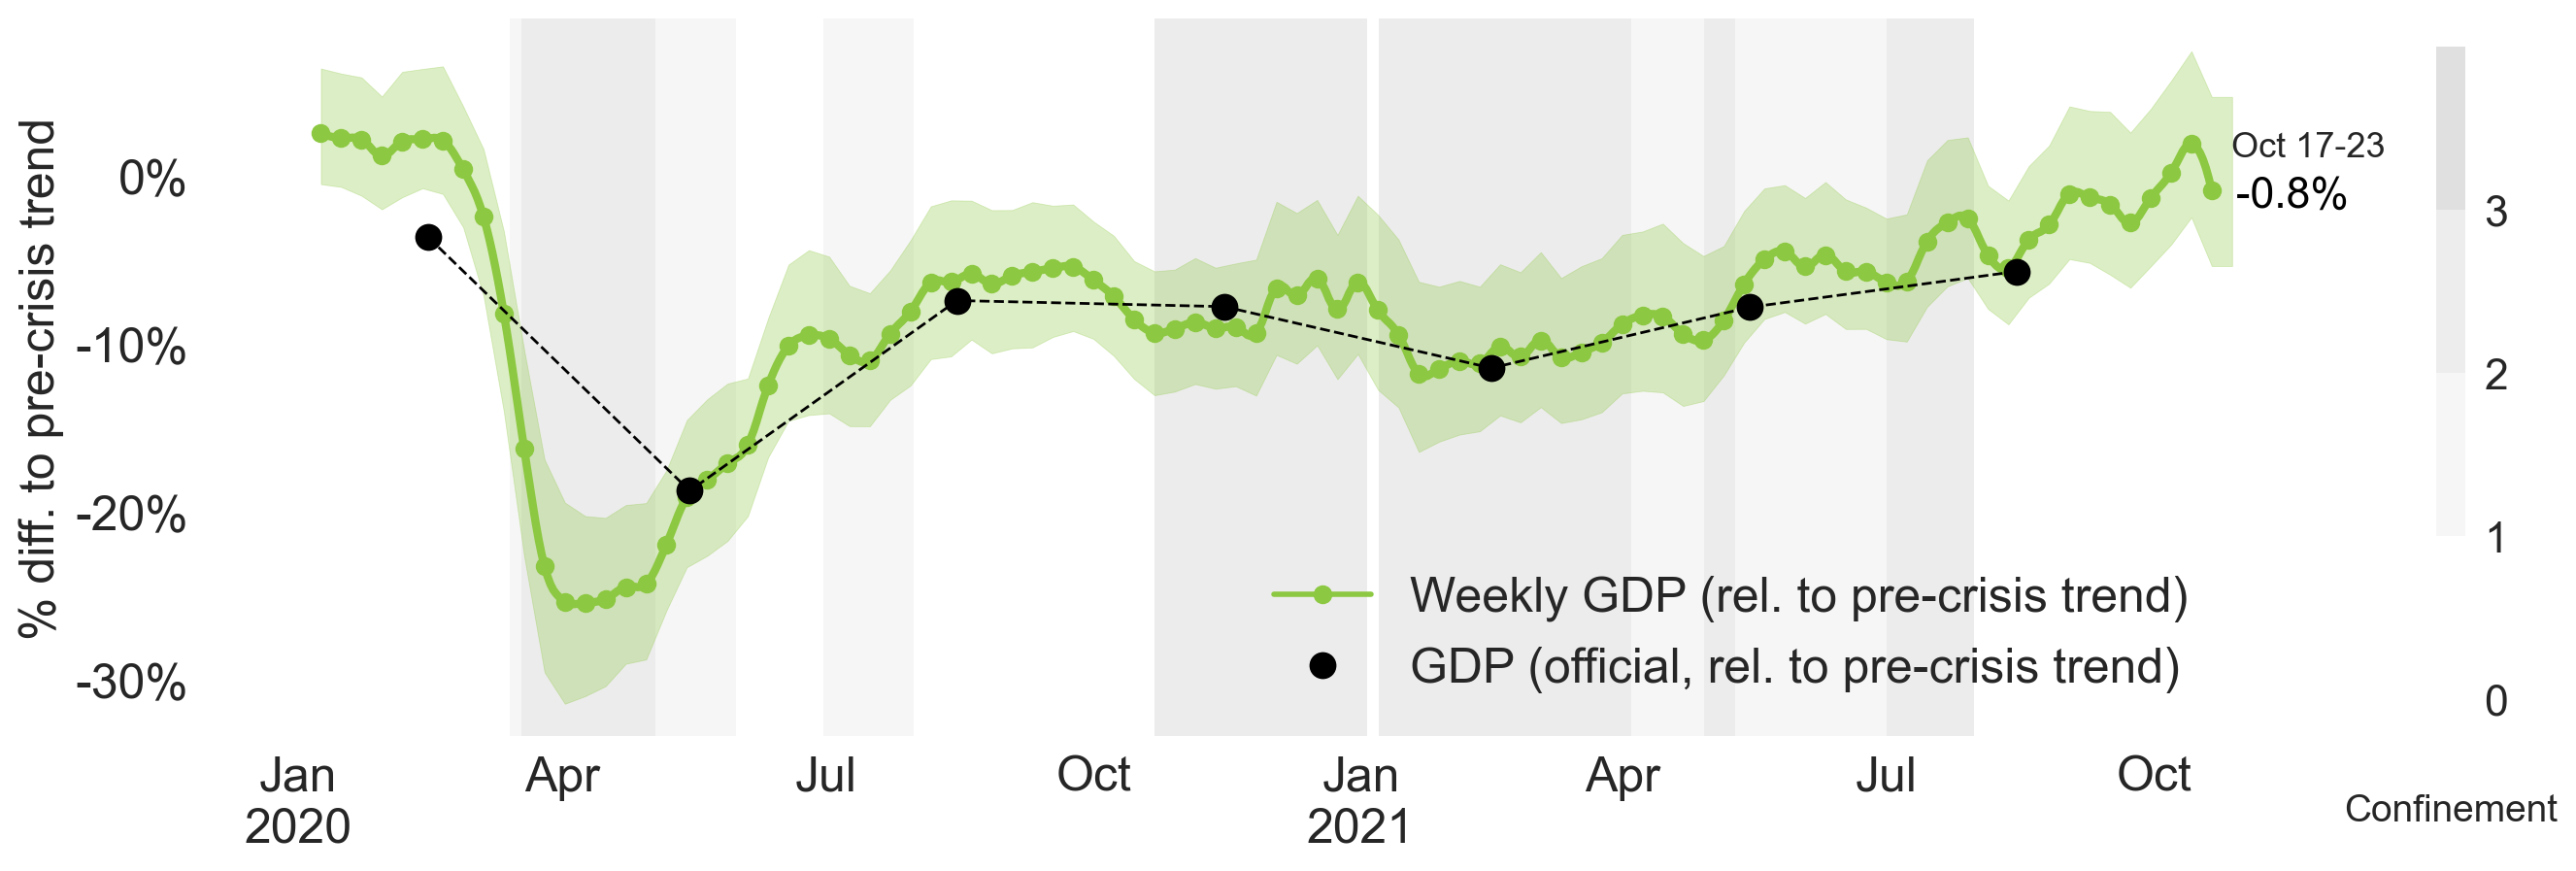 % diff. to pre-crisis trend
0%
-10%
-20%
-30%
Oct 17-23
-0.8%
3
2
1
0
Weekly GDP (rel. to pre-crisis trend)
GDP (official, rel. to pre-crisis trend)
Jan Apr Jul Oct Jan Apr Jul Oct
2020 2021
Confinement